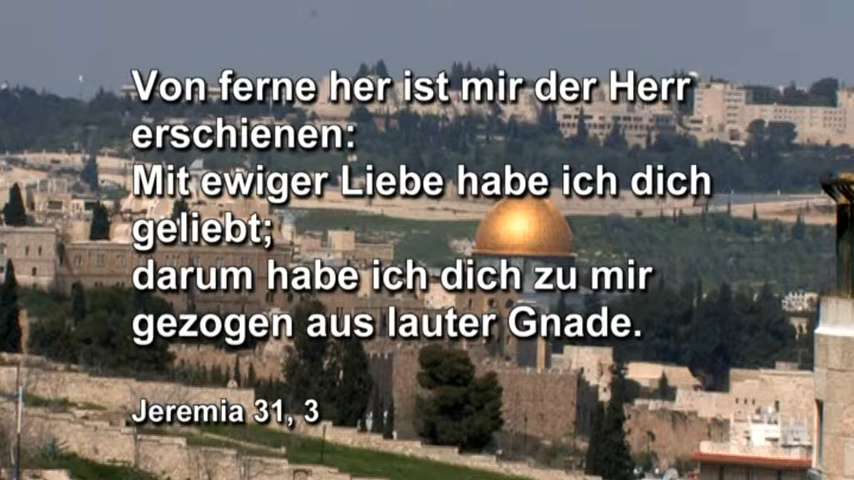 Von ferne her ist mir der Herr
erschienen:
Mit ewiger Liebe habe ich dich
geliebt;
darum habe ich dich zu mir
gezogen aus lauter Gnade.
Jeremia 31, 3